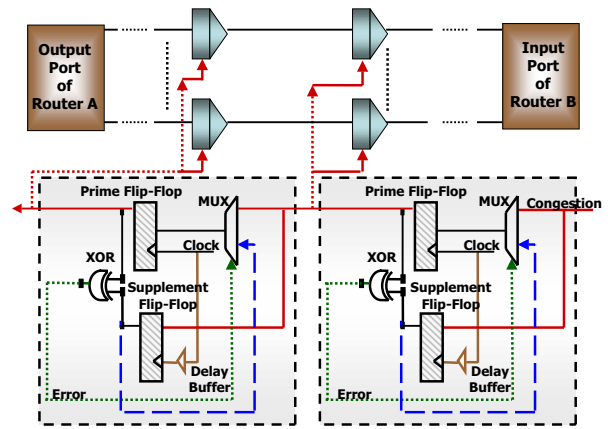 Output
Port
of
Router A
Input
Port
of
Router B
Prime Flip-Flop
MUX
Clock
XOR
Supplement
Flip-Flop
Delay
Buffer
Error
Prime Flip-Flop
MUX
Congestion
Clock
XOR
Supplement
Flip-Flop
Delay
Buffer
Error